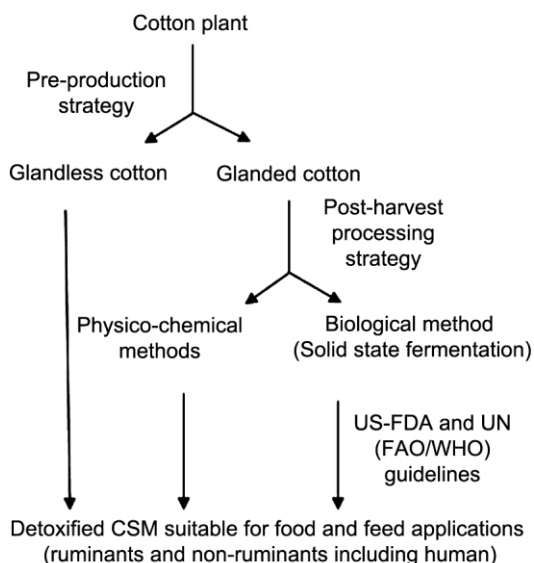 Cotton plant
Pre-production
strategy
Glandless cotton
Glanded cotton
Post-harvest
processing
strategy
Physico-chemical
methods
Biological method
(Solid state fermentation)
US-FDA and UN
(FAO/WHO)
guidelines
Detoxified CSM suitable for food and feed applications
(ruminants and non-ruminants including human)